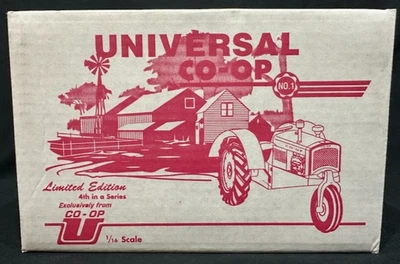 UNIVERSAL
CO-OP
NO.1
Limited Edition
4th in a Series
Exclusively from
CO-OP
U
1/16 Scale